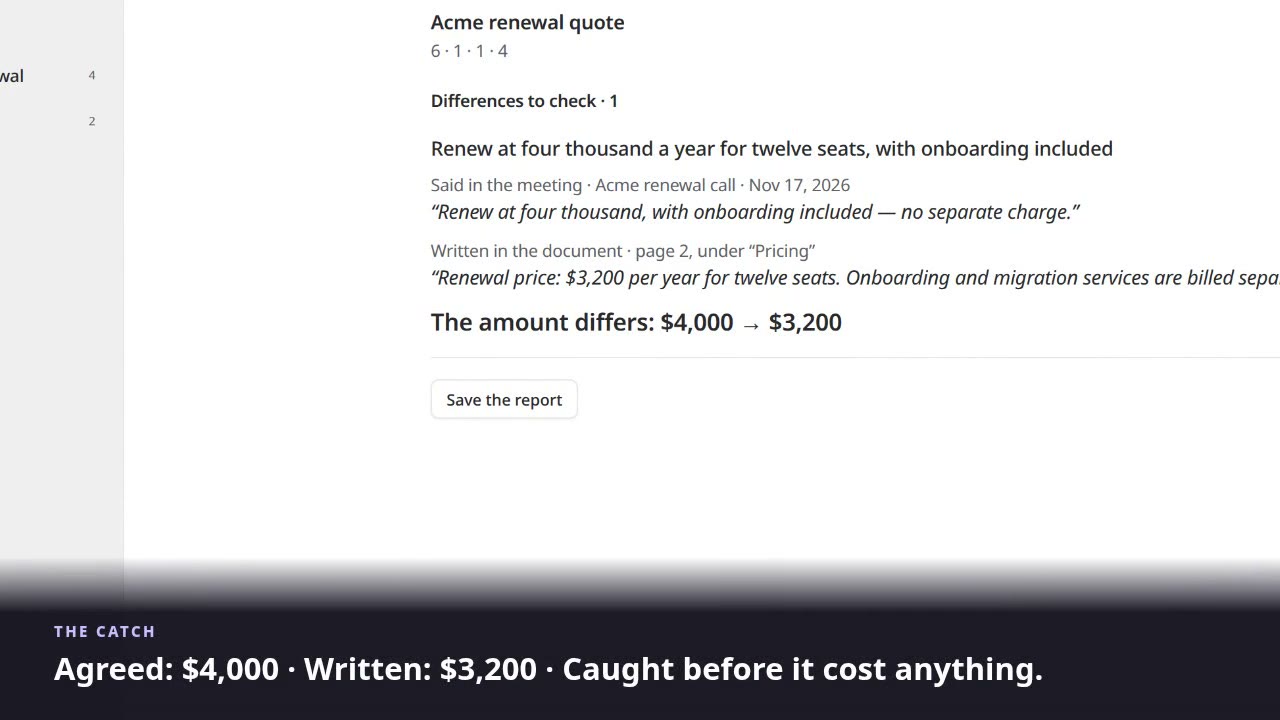 Acme renewal quote
6 · 1 · 1 · 4
wal 4
2
Differences to check · 1
Renew at four thousand a year for twelve seats, with onboarding included
Said in the meeting · Acme renewal call · Nov 17, 2026
“Renew at four thousand, with onboarding included — no separate charge.”
Written in the document · page 2, under “Pricing”
“Renewal price: $3,200 per year for twelve seats. Onboarding and migration services are billed sepa
The amount differs: $4,000 → $3,200
Save the report
THE CATCH
Agreed: $4,000 · Written: $3,200 · Caught before it cost anything.